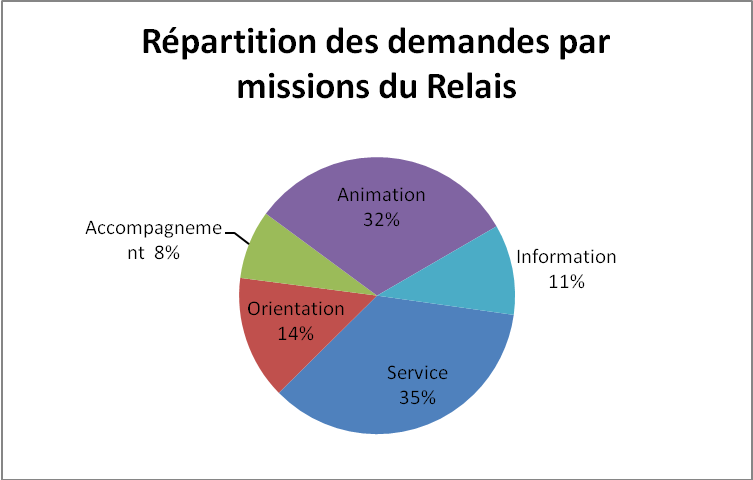 Répartition des demandes par
missions du Relais
Animation
32%
Accompagneme
nt 8%
Information
11%
Orientation
14%
Service
35%